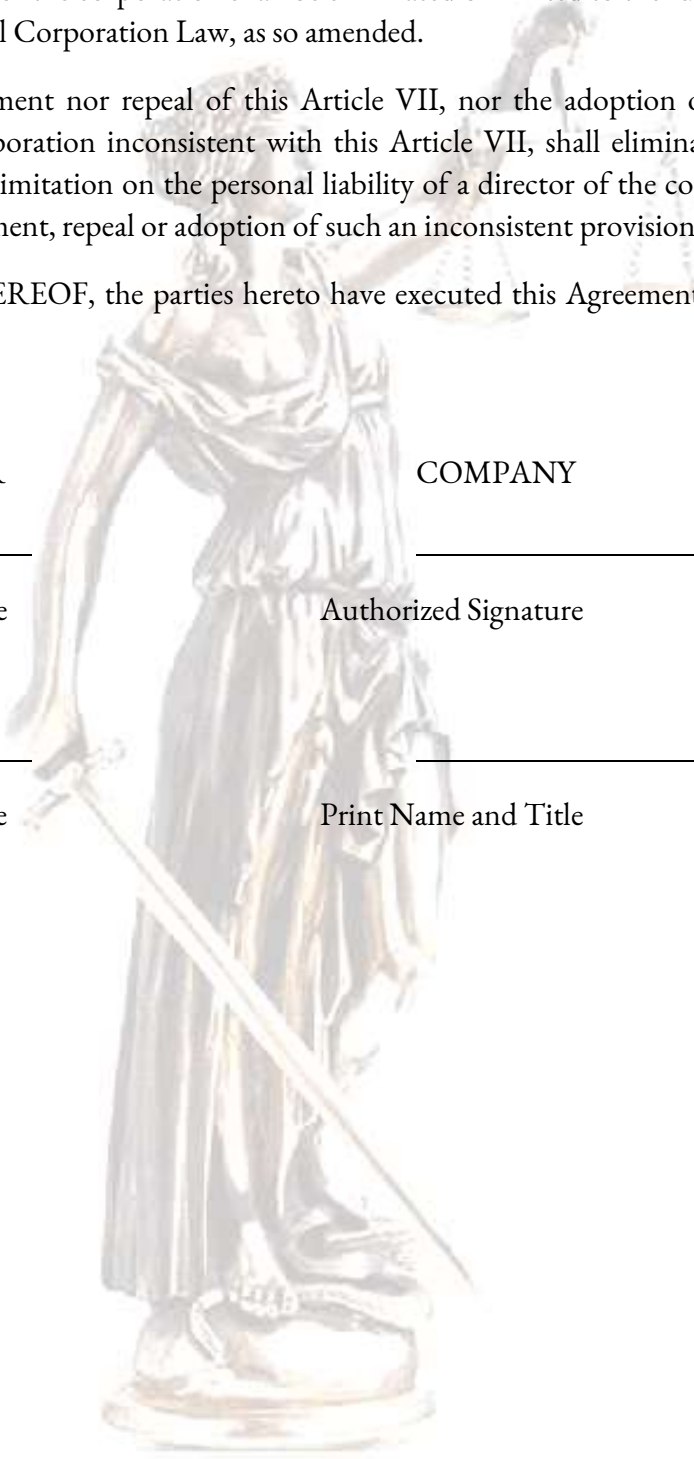 l Corporation Law, as so amended.
ment nor repeal of this Article VII, nor the adoption
poration inconsistent with this Article VII, shall elimina
imitation on the personal liability of a director of the co
ment, repeal or adoption of such an inconsistent provision
EREOF, the parties hereto have executed this Agreement
COMPANY
e Authorized Signature
e Print Name and Title